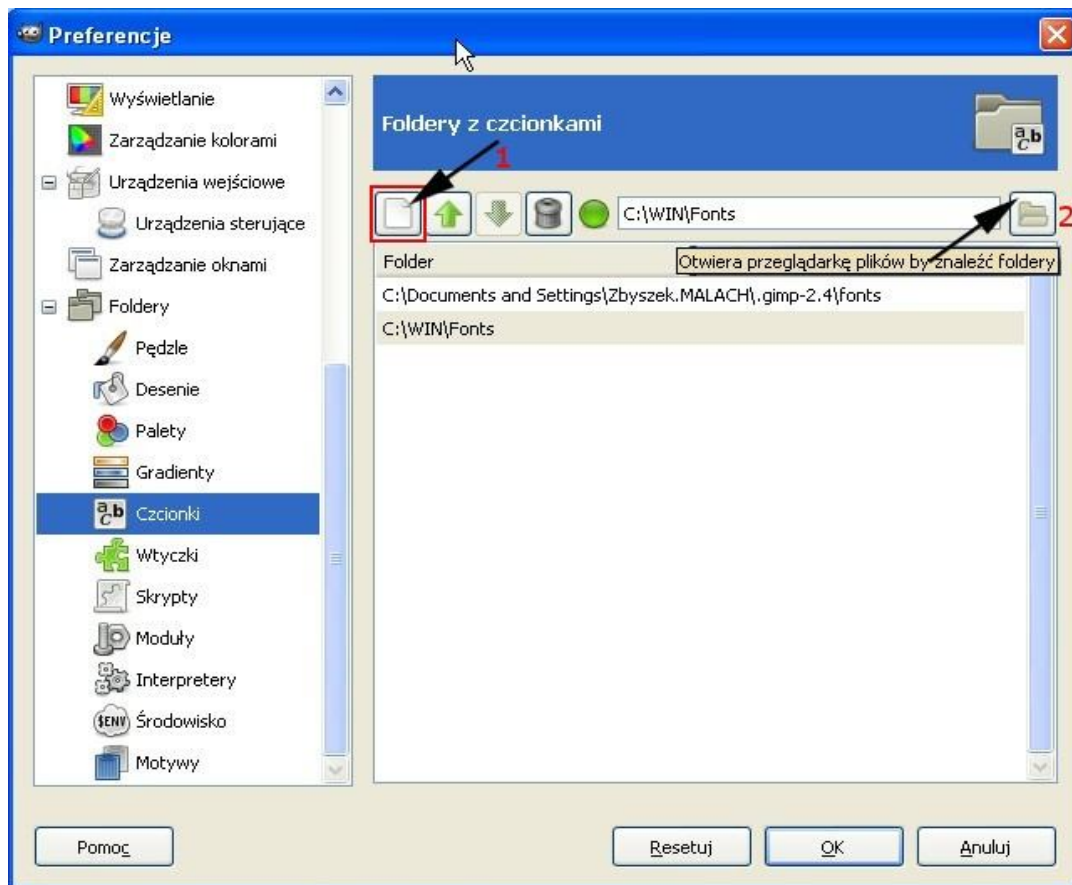 Preferencje
Wyświetlanie
Zarządzanie kolorami
Urządzenia wejściowe
Urządzenia sterujące
Zarządzanie oknami
Foldery
Pędzle
Desenie
Palety
Gradienty
a b c
Czcionki
Wtyczki
Skrypty
Moduły
Interpretery
$ENV
Środowisko
Motywy
Foldery z czcionkami
a b c
1
C:\WIN\Fonts
2
Folder
Otwiera przeglądarkę plików by znaleźć foldery
C:\Documents and Settings\Zbyszek.MALACH\.gimp-2.4\fonts
C:\WIN\Fonts
Pomoc
Resetuj
OK
Anuluj